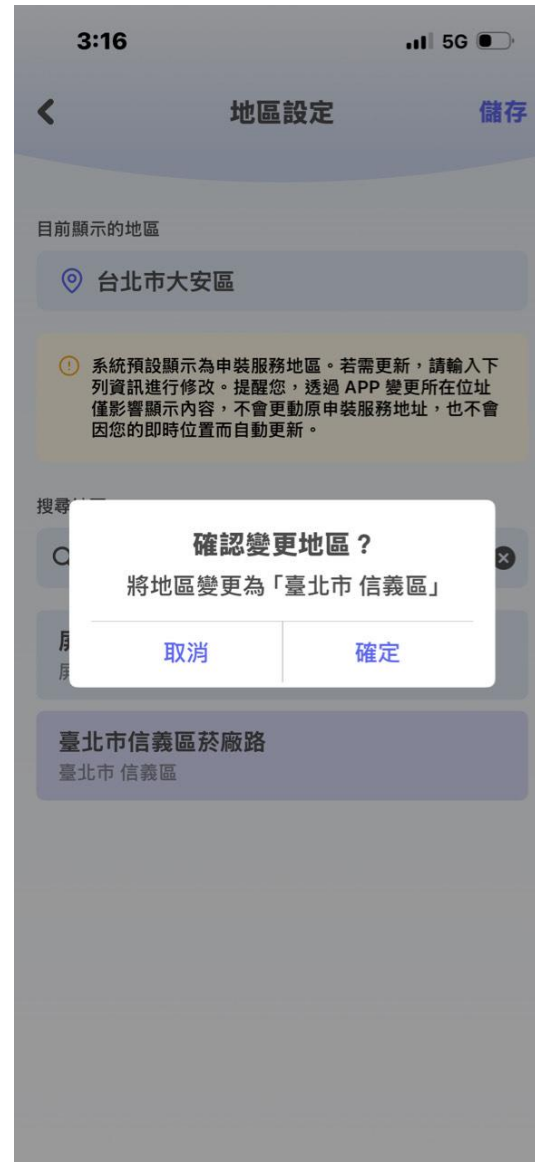 3:16
5G
地區設定
儲存
目前顯示的地區
台北市大安區
系統預設顯示為申裝服務地區。若需更新，請輸入下
列資訊進行修改。提醒您，透過 APP 變更所在位址
僅影響顯示內容，不會更動原申裝服務地址，也不會
因您的即時位置而自動更新。
搜尋
確認變更地區？
將地區變更為「臺北市 信義區」
取消
確定
臺北市信義區菸廠路
臺北市 信義區